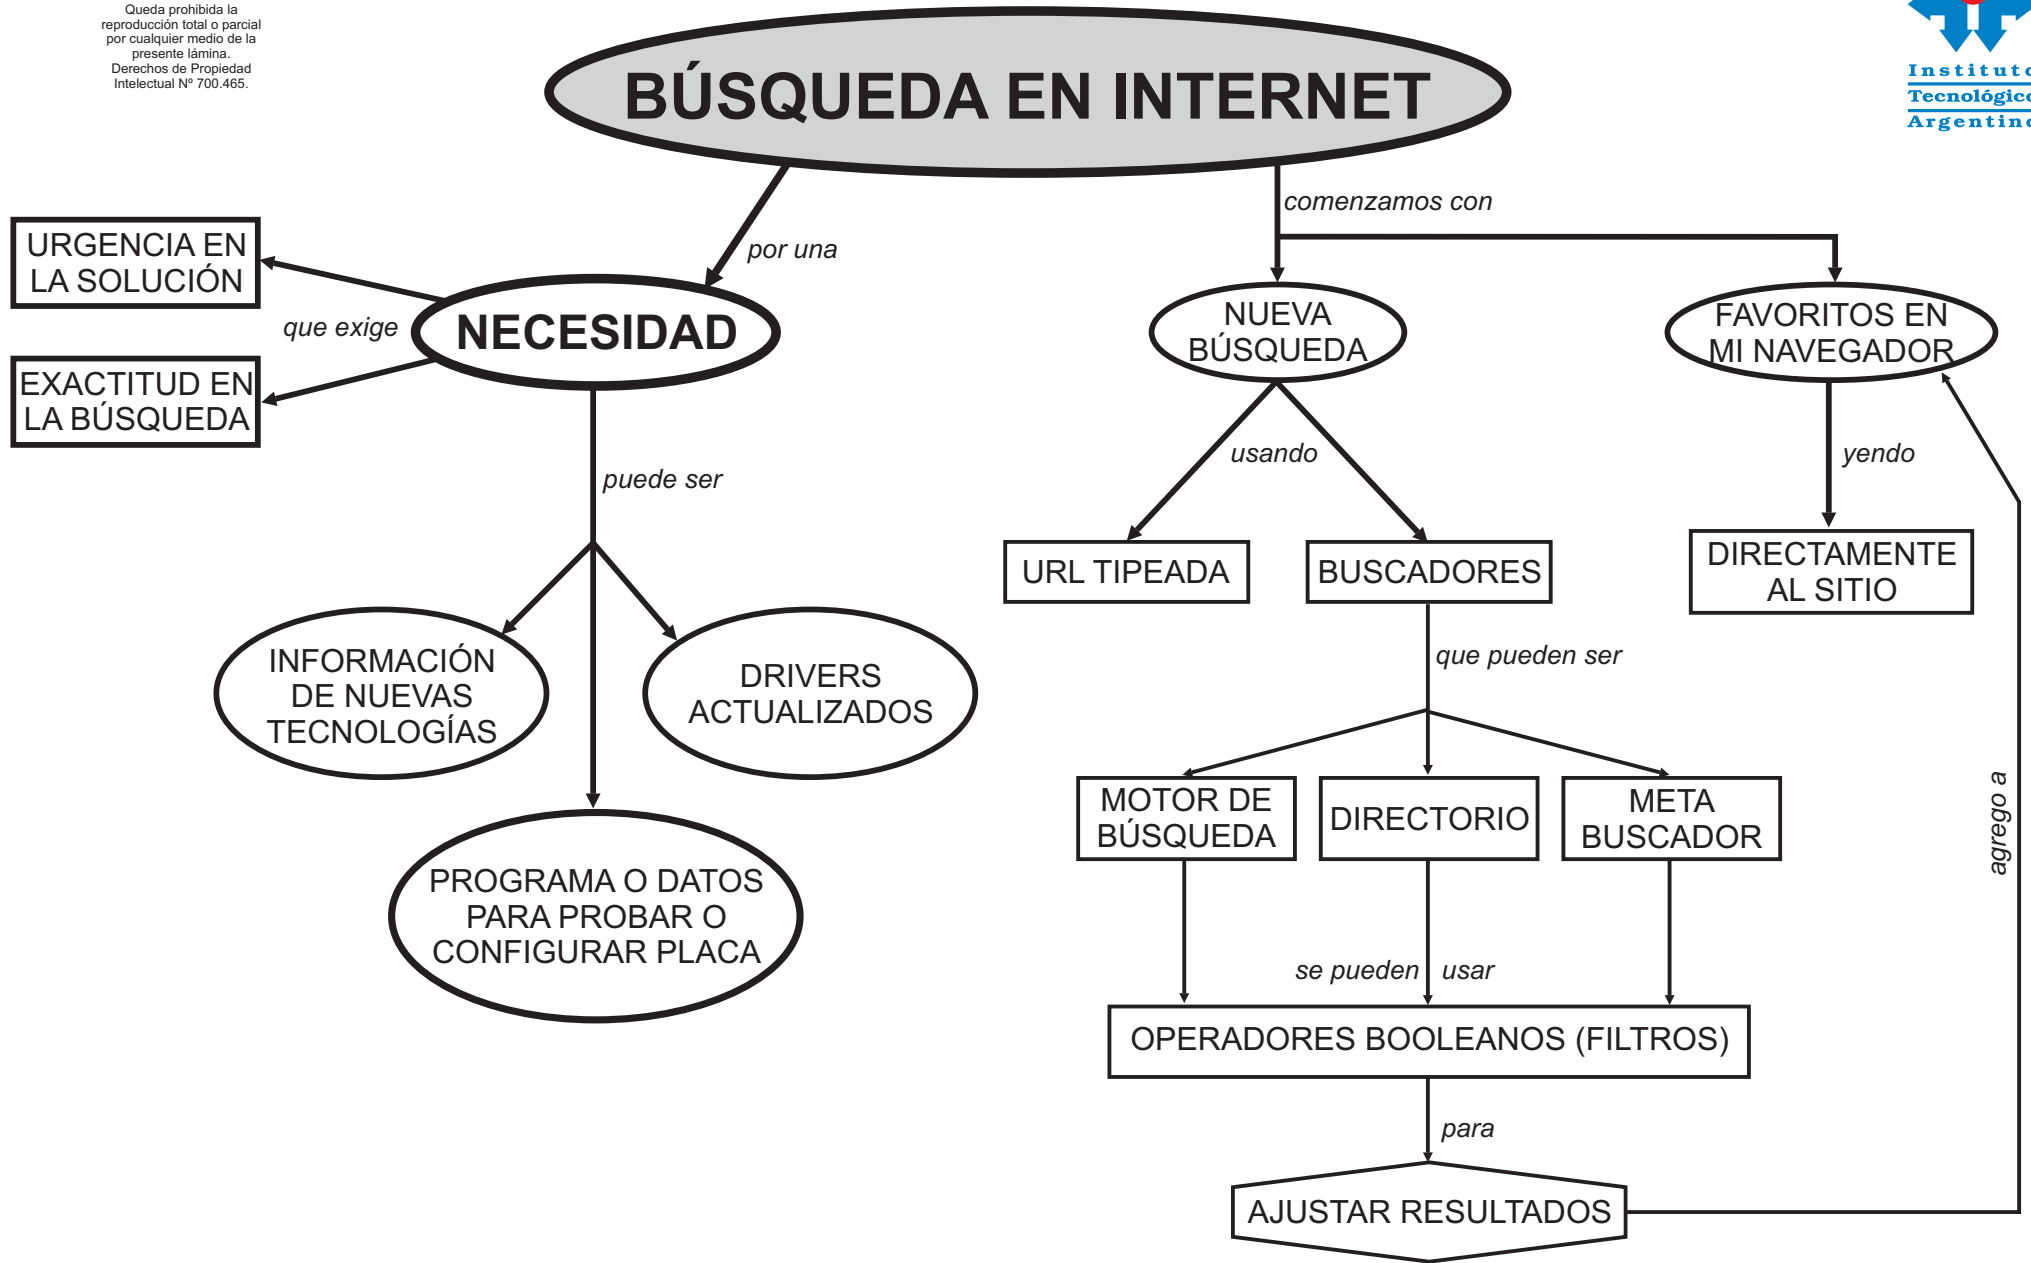 Queda prohibida la
reproducción total o parcial
por cualquier medio de la
presente lámina.
Derechos de Propiedad
Intelectual Nº 700.465.
BÚSQUEDA EN INTERNET
Instituto
Tecnológico
Argentino
comenzamos con
por una
URGENCIA EN
LA SOLUCIÓN
que exige
NECESIDAD
EXACTITUD EN
LA BÚSQUEDA
NUEVA
BÚSQUEDA
FAVORITOS EN
MI NAVEGADOR
puede ser
usando
yendo
URL TIPEADA
BUSCADORES
DIRECTAMENTE
AL SITIO
INFORMACIÓN
DE NUEVAS
TECNOLOGÍAS
DRIVERS
ACTUALIZADOS
que pueden ser
PROGRAMA O DATOS
PARA PROBAR O
CONFIGURAR PLACA
MOTOR DE
BÚSQUEDA
DIRECTORIO
META
BUSCADOR
agrego a
se pueden usar
OPERADORES BOOLEANOS (FILTROS)
para
AJUSTAR RESULTADOS